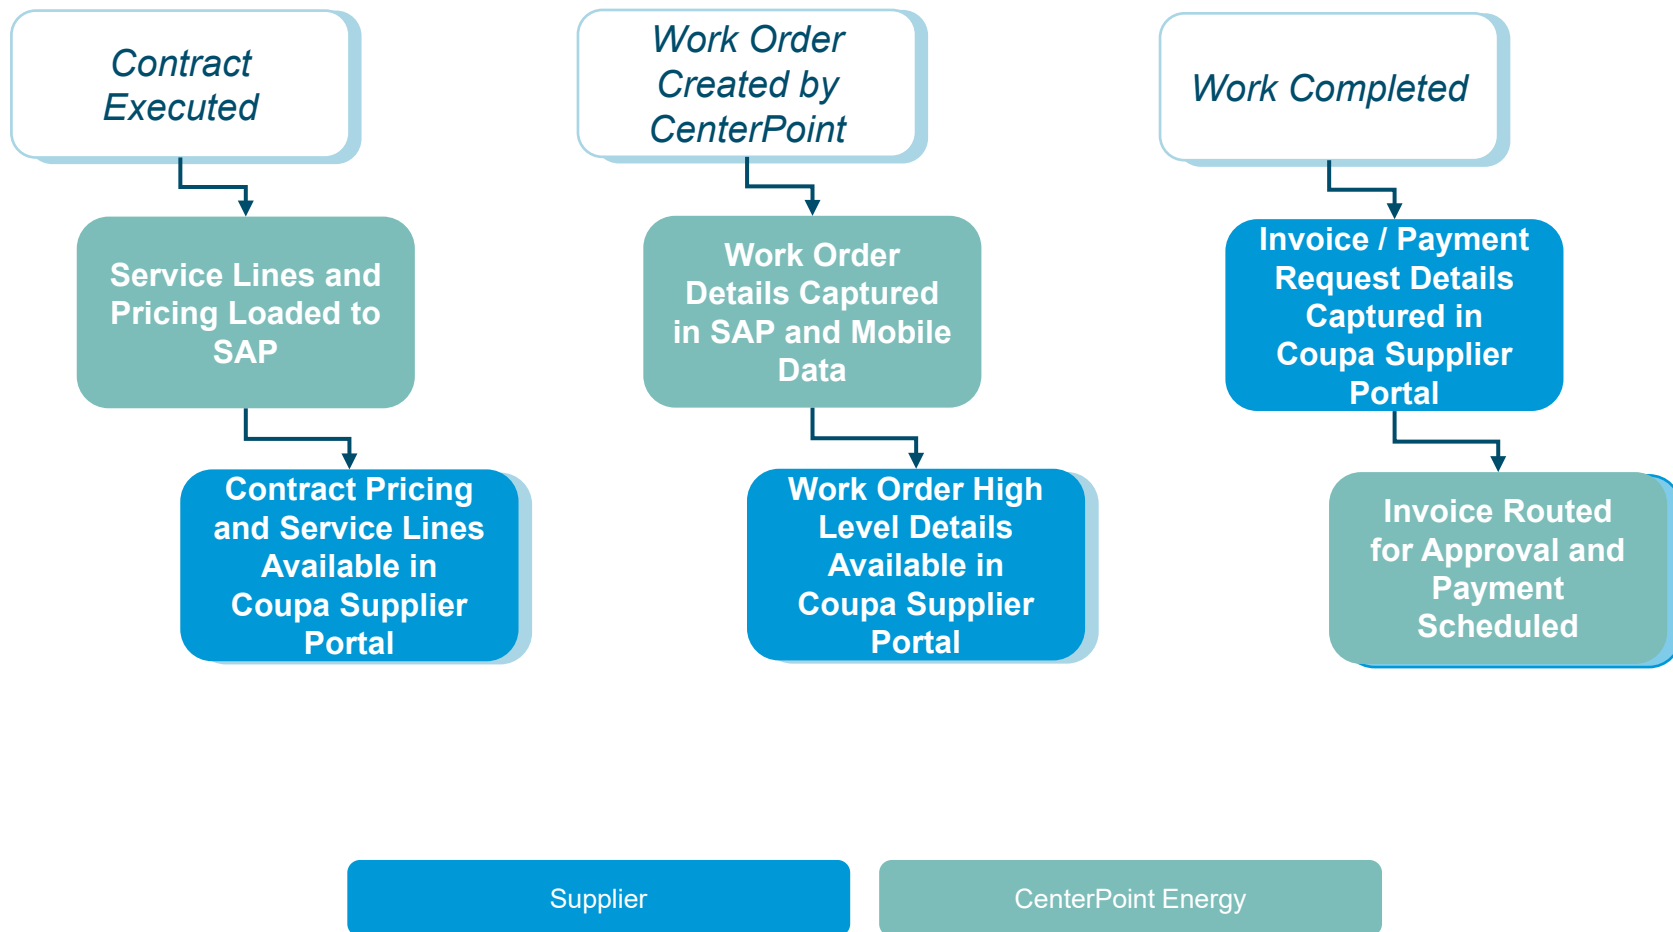 Contract
Executed
Service Lines and
Pricing Loaded to
SAP
Contract Pricing
and Service Lines
Available in
Coupa Supplier
Portal
Work Order
Created by
CenterPoint
Work Order
Details Captured
in SAP and Mobile
Data
Work Order High
Level Details
Available in
Coupa Supplier
Portal
Work Completed
Invoice / Payment
Request Details
Captured in
Coupa Supplier
Portal
Invoice Routed
for Approval and
Payment
Scheduled
Supplier
CenterPoint Energy